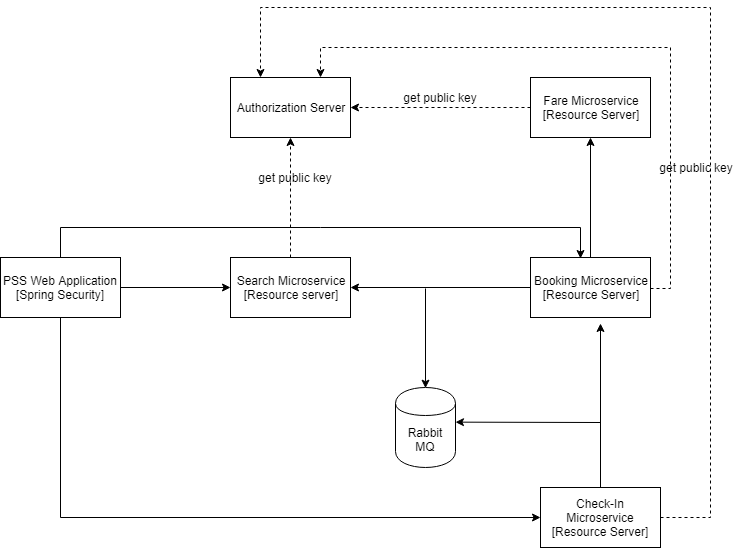 Authorization Server
get public key
Fare Microservice
[Resource Server]
get public key
get public key
PSS Web Application
[Spring Security]
Search Microservice
[Resource server]
Booking Microservice
[Resource Server]
Rabbit
MQ
Check-In
Microservice
[Resource Server]